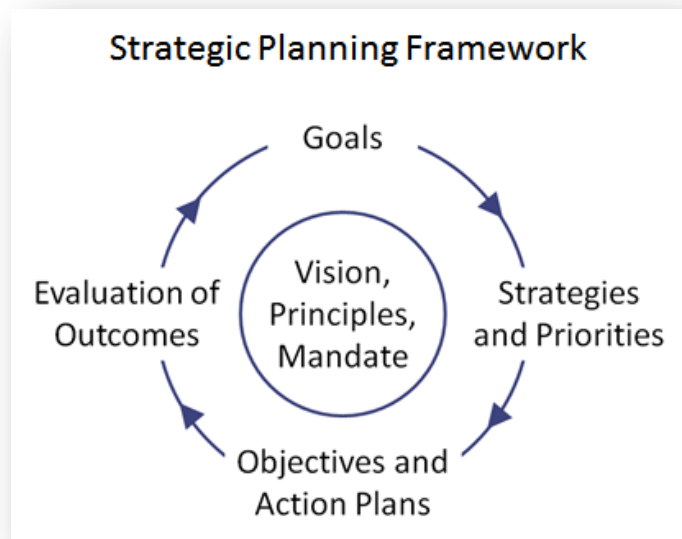 Strategic Planning Framework
Goals
Strategies
and Priorities
Objectives and
Action Plans
Evaluation of
Outcomes
Vision,
Principles,
Mandate